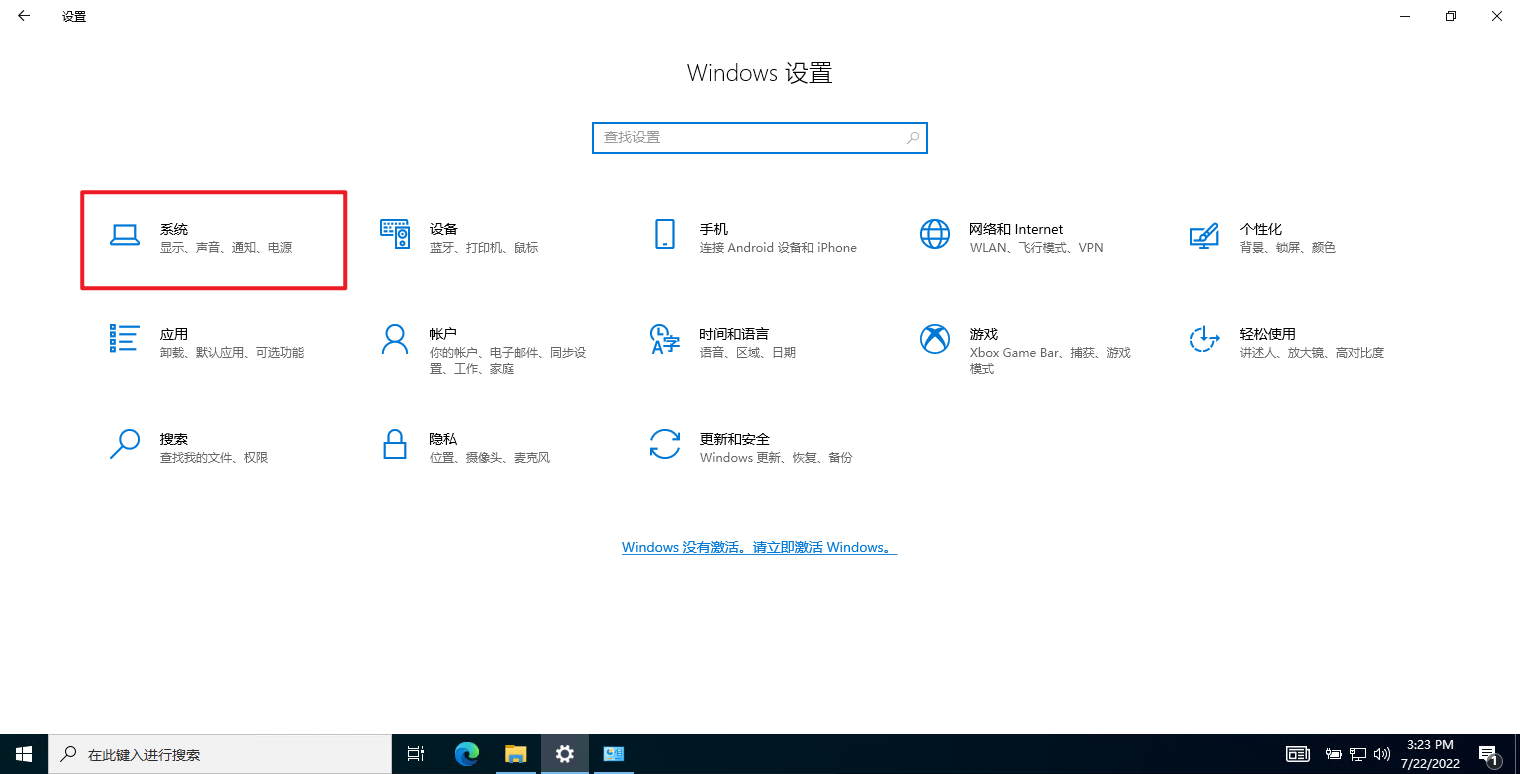 设置
Windows 设置
查找设置
系统
显示、声音、通知、电源
设备
蓝牙、打印机、鼠标
手机
连接 Android 设备和 iPhone
网络和 Internet
WLAN、飞行模式、VPN
个性化
背景、锁屏、颜色
应用
卸载、默认应用、可选功能
帐户
你的帐户、电子邮件、同步设
置、工作、家庭
时间和语言
语音、区域、日期
游戏
Xbox Game Bar、捕获、游戏
模式
轻松使用
讲述人、放大镜、高对比度
搜索
查找我的文件、权限
隐私
位置、摄像头、麦克风
更新和安全
Windows 更新、恢复、备份
Windows 没有激活。请立即激活 Windows。
在此键入进行搜索
3:23 PM
7/22/2022
1